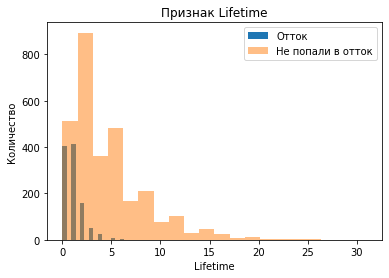 Признак Lifetime
Отток
Не попали в отток
Количество
800
600
400
200
0
0 5 10 15 20 25 30
Lifetime